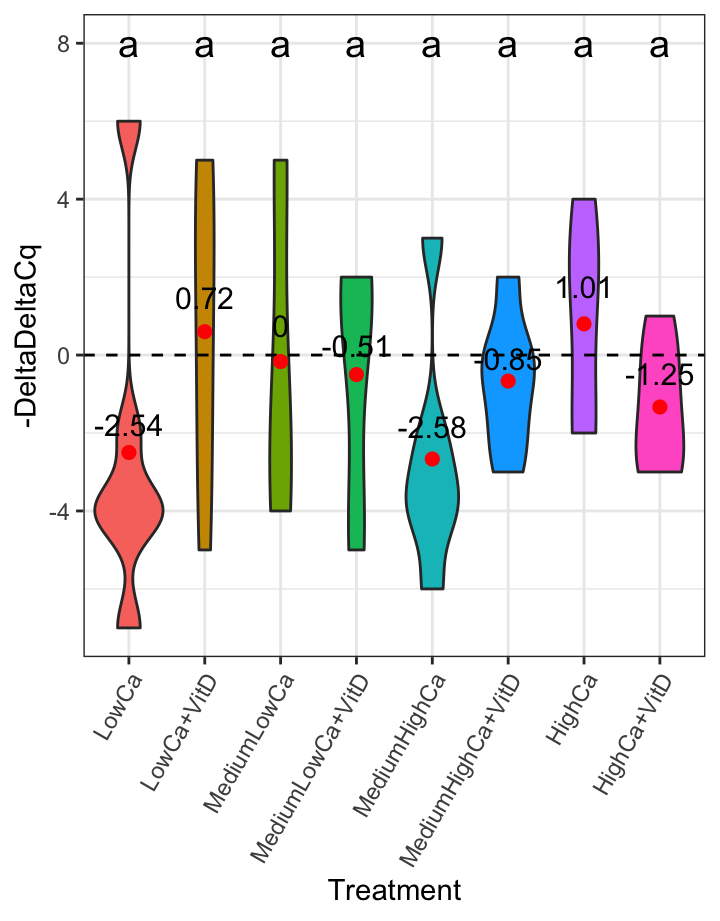 8
a a a a a a a a
4
0
-4
-DeltaDeltaCq
-2.54
0.72
0
-0.51
-2.58
-0.85
1.01
-1.25
LowCa
LowCa+VitD
MediumLowCa
MediumLowCa+VitD
MediumHighCa
MediumHighCa+VitD
HighCa
HighCa+VitD
Treatment